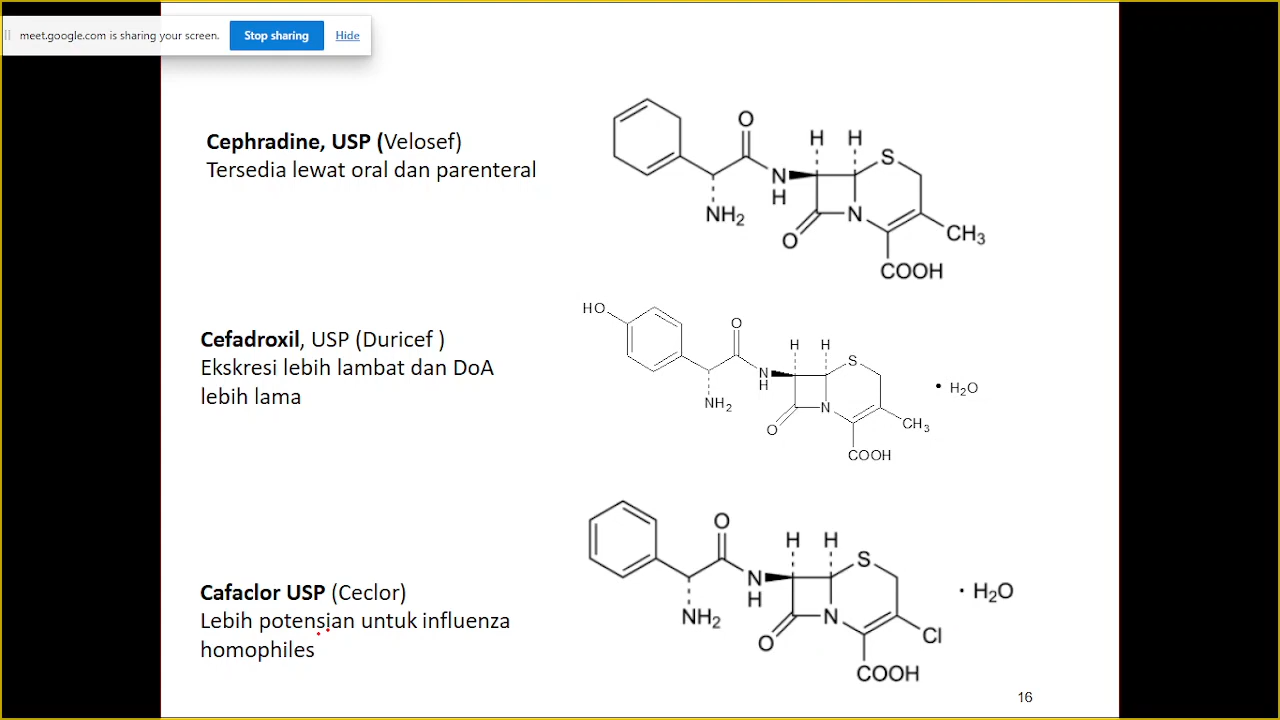 meet.google.com is sharing your screen. Stop sharing Hide
Cephradine, USP (Velosef)
Tersedia lewat oral dan parenteral
O
H H
S
N
H
NH2
N
O
CH3
COOH
Cefadroxil, USP (Duricef )
Ekskresi lebih lambat dan DoA
lebih lama
HO
O
H H
S
N
H
NH2
N
O
CH3
COOH
• H2O
Cafaclor USP (Ceclor)
Lebih potensian untuk influenza
homophiles
O
H H
S
N
H
NH2
N
O
Cl
COOH
· H2O
16